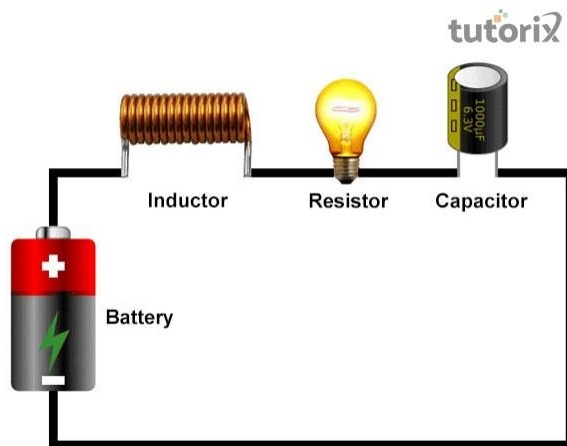 tutorix
1000µF
6.3V
Inductor
Resistor
Capacitor
Battery